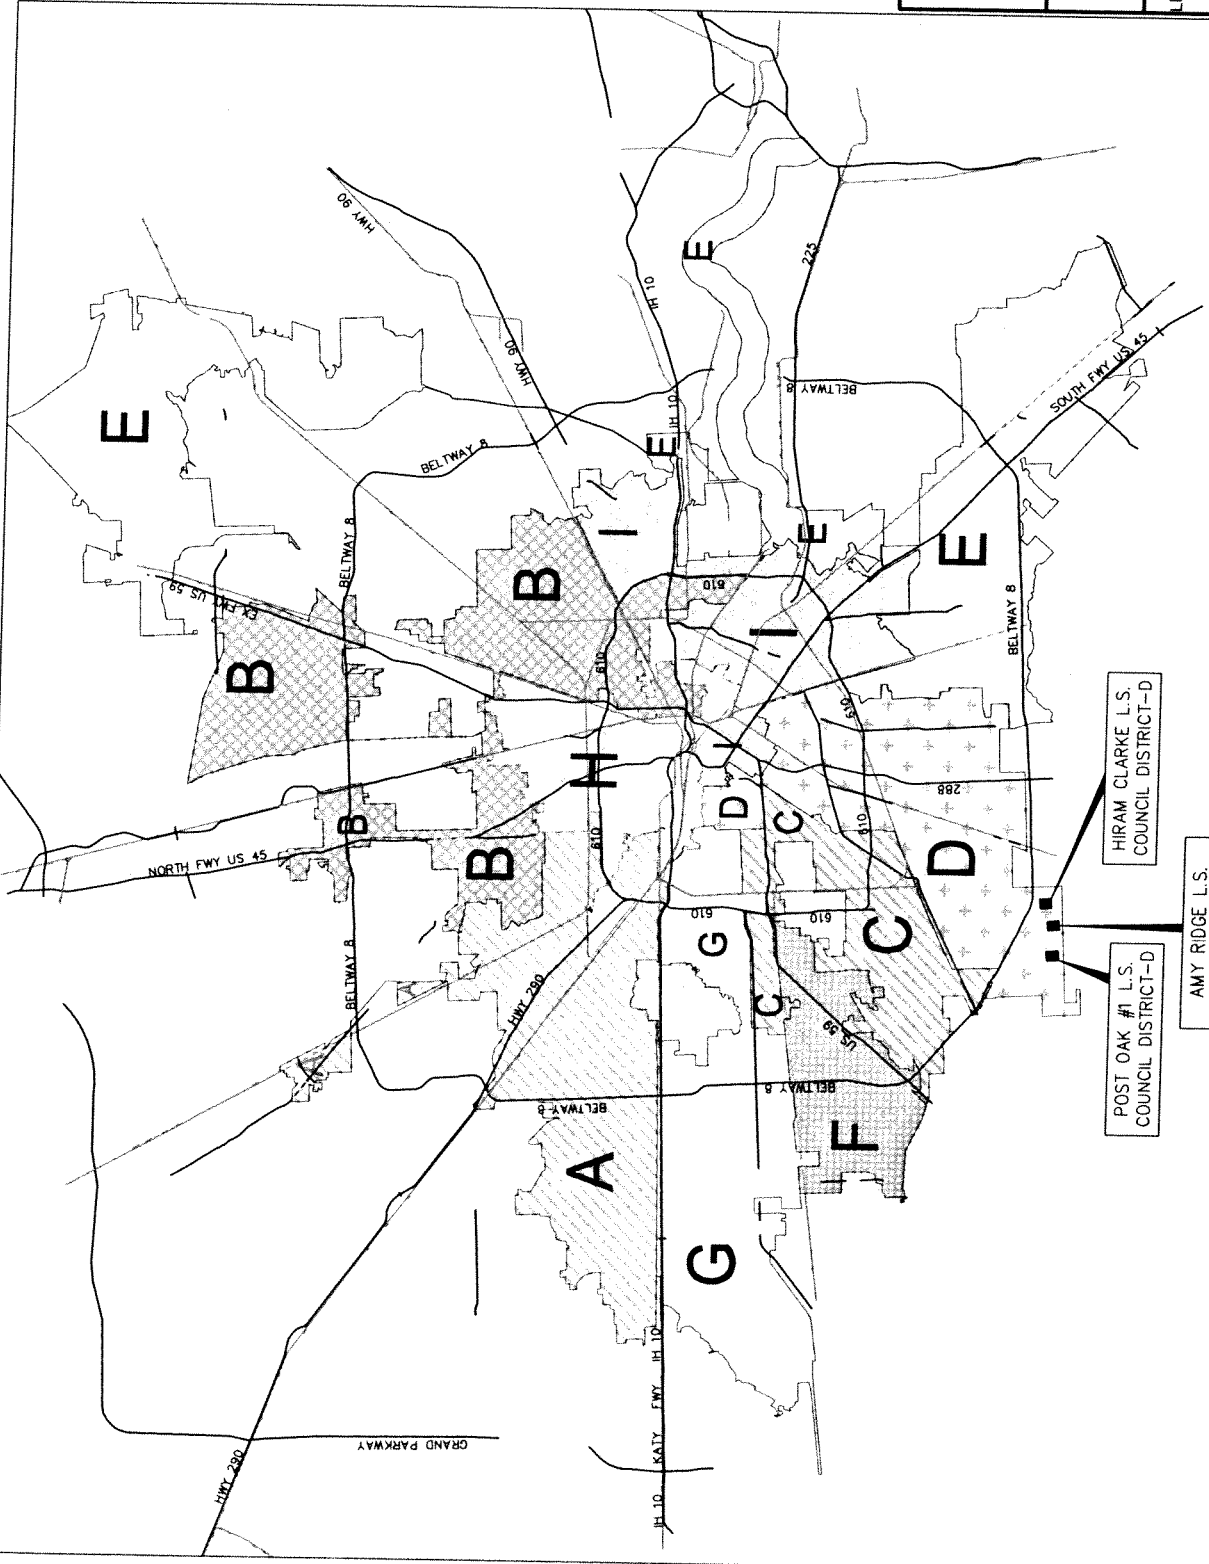 HWY 90
E
HWY 90
IH 10
E
225
BELTWAY 8
SOUTH FWY US 45
E
IH 10
BELTWAY 8
BELTWAY 8
EX FWY US 59
B
B
I
E
E
BELTWAY 8
610
610
I
610
NORTH FWY US 45
B
B
H
610
I
D
C
288
610
D
BELTWAY 8
HWY 290
G
610
610
C
C
US 59
BELTWAY 8
BELTWAY 8
A
F
G
GRAND PARKWAY
HWY 290
IH 10
KATY FWY
IH 10
HIRAM CLARKE L.S.
COUNCIL DISTRICT-D
AMY RIDGE L.S.
POST OAK #1 L.S.
COUNCIL DISTRICT-D